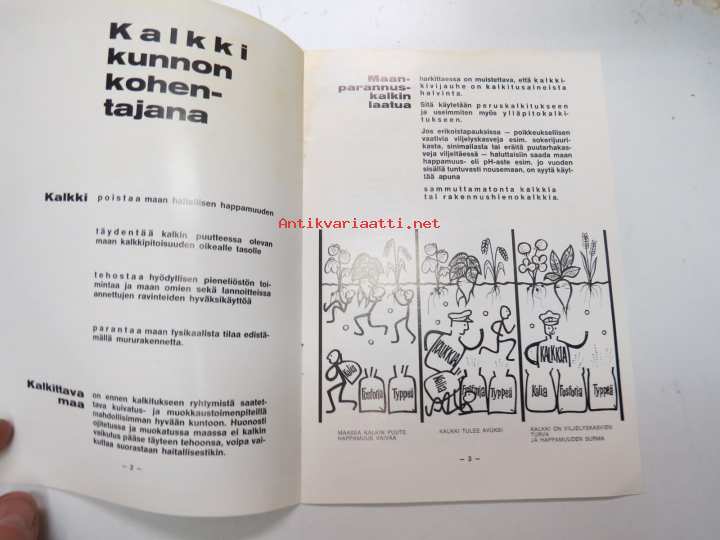 Kalkki
kunnon
kohen-
tajana
Kalkki poistaa maan haitallisen happamuuden
täydentää kalkin puutteessa olevan
maan kalkkipitoisuuden oikealle tasolle
tehostaa hyödyllisen pieneliöstön toi-
mintaa ja maan omien sekä lannoitteissa
annettujen ravinteiden hyväksikäyttöä
parantaa maan fysikaalista tilaa edistä-
mällä mururakennetta.
Kalkittava
maa
on ennen kalkitukseen ryhtymistä saatet-
tava kuivatus- ja muokkaustoimenpiteillä
mahdollisimman hyvään kuntoon. Huonosti
ojitetussa ja muokatussa maassa ei kalkin
vaikutus pääse täyteen tehoonsa, voipa vai-
kuttaa suorastaan haitallisestikin.
— 2 —
Maan-
parannus-
kalkin
laatua
harkittaessa on muistettava, että kalkki-
kivijauhe on kalkitusaineista
halvinta.
Sitä käytetään peruskalkitukseen
ja useimmiten myös ylläpitokalki-
tukseen.
Jos erikoistapauksissa — poikkeuksellisen
vaativia viljelyskasveja esim. sokerijuuri-
kasta, sinimailasta tai eräitä puutarhakas-
veja viljeltäessä — haluttaisiin saada maan
happamuus- eli pH-aste esim. jo vuoden
sisällä tuntuvasti nousemaan, on syytä käyt-
tää apuna
sammuttamatonta kalkkia
tai rakennushienokalkkia.
Antikvariaatti.net
Kalia Fosforia Typpeä
KALKKIA
Kalia Fosforia Typpeä
KALKKIA
Kalia Fosforia Typpeä
MAASSA KALKIN PUUTE
HAPPAMUUS VAIVAA
KALKKI TULEE AVUKSI
KALKKI ON VILJELYSKASVIEN
TURVA
JA HAPPAMUUDEN SURMA
— 3 —